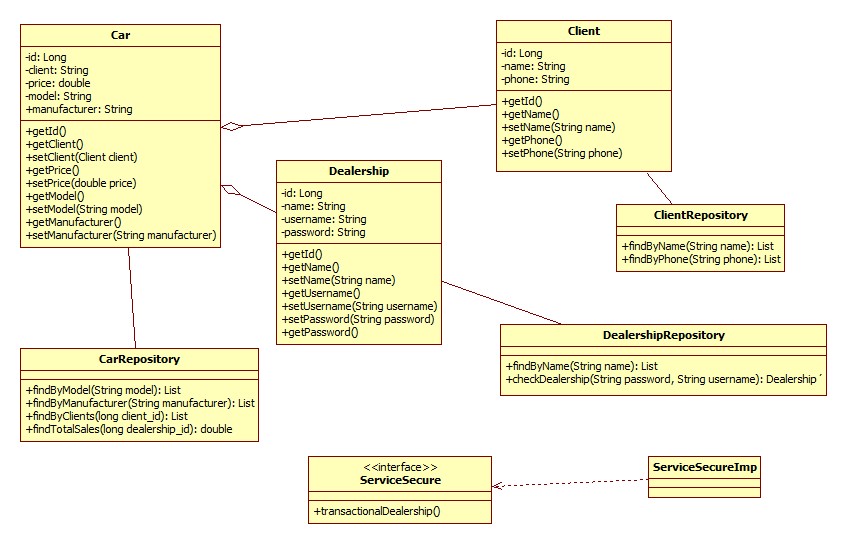 Car
-id: Long
-client: String
-price: double
-model: String
+manufacturer: String
+getId()
+getClient()
+setClient(Client client)
+getPrice()
+setPrice(double price)
+getModel()
+setModel(String model)
+getManufacturer()
+setManufacturer(String manufacturer)
Client
-id: Long
-name: String
-phone: String
+getId()
+getName()
+setName(String name)
+getPhone()
+setPhone(String phone)
Dealership
-id: Long
-name: String
-username: String
-password: String
+getId()
+getName()
+setName(String name)
+getUsername()
+setUsername(String username)
+setPassword(String password)
+getPassword()
ClientRepository
+findByName(String name): List
+findByPhone(String phone): List
DealershipRepository
+findByName(String name): List
+checkDealership(String password, String username): Dealership´
CarRepository
+findByModel(String model): List
+findByManufacturer(String manufacturer): List
+findByClients(long client_id): List
+findTotalSales(long dealership_id): double
<<interface>>
ServiceSecure
+transactionalDealership()
ServiceSecureImp